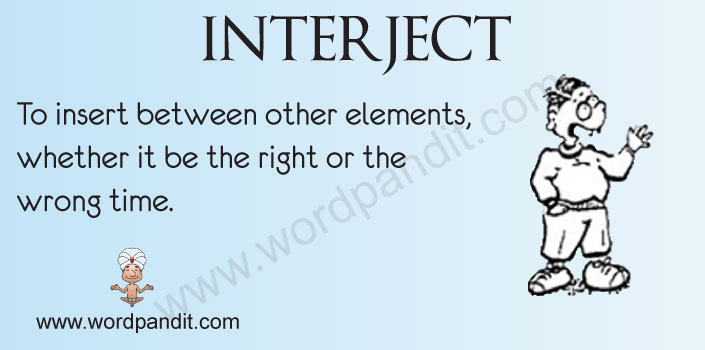 INTERJECT
To insert between other elements,
whether it be the right or the
wrong time.
www.wordpandit.com
www.wordpandit.com